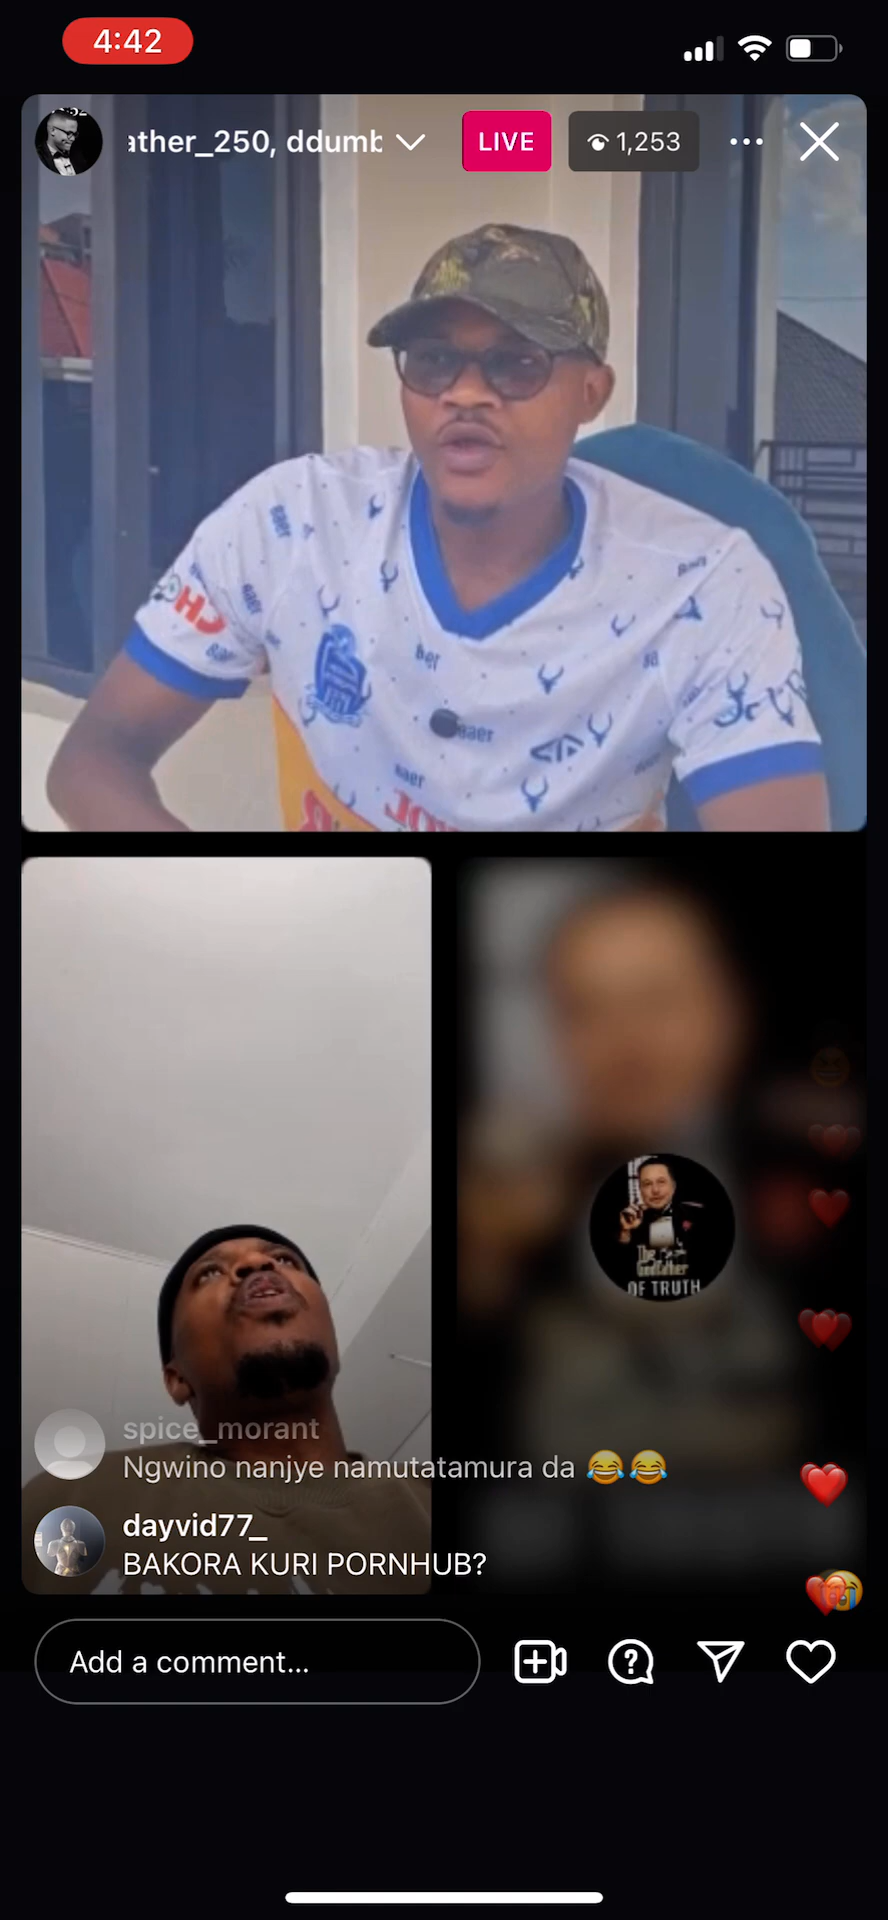 4:42
ather_250, ddumb
LIVE
1,253
Baer
The
Godfather
OF TRUTH
spice_morant
Ngwino nanjye namutatamura da 😂😂
dayvid77_
BAKORA KURI PORNHUB?
Add a comment...